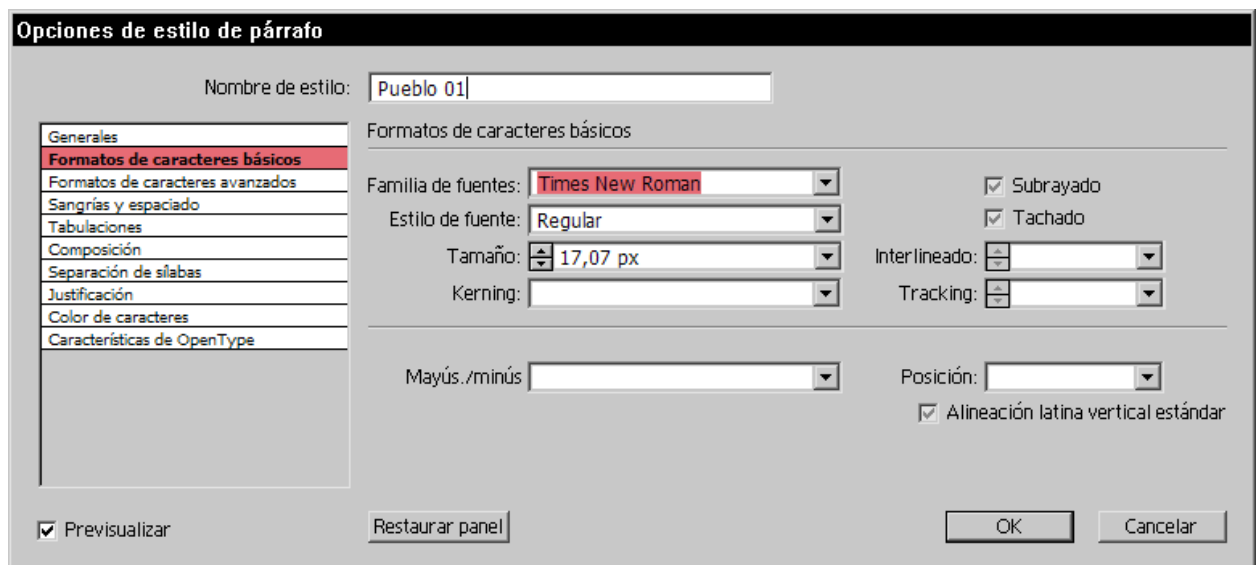 Opciones de estilo de párrafo
Nombre de estilo: Pueblo 01
Generales
Formatos de caracteres básicos
Formatos de caracteres avanzados
Sangrías y espaciado
Tabulaciones
Composición
Separación de sílabas
Justificación
Color de caracteres
Características de OpenType
Formatos de caracteres básicos
Familia de fuentes: Times New Roman
Subrayado
Estilo de fuente: Regular
Tachado
Tamaño: 17,07 px
Interlineado:
Kerning:
Tracking:
Mayús./minús
Posición:
Alineación latina vertical estándar
Previsualizar
Restaurar panel
OK
Cancelar